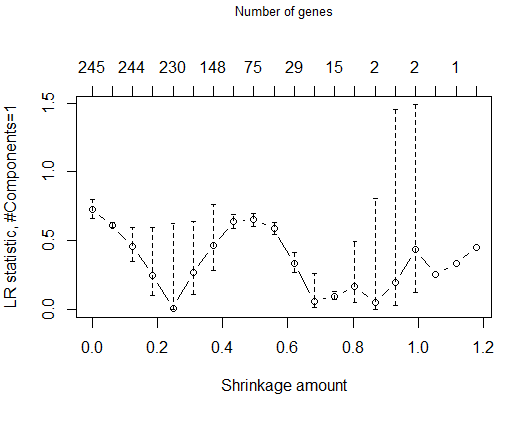 Number of genes
245 244 230 148 75 29 15 2 2 1
LR statistic, #Components=1
1.5
1.0
0.5
0.0
0.0 0.2 0.4 0.6 0.8 1.0 1.2
Shrinkage amount